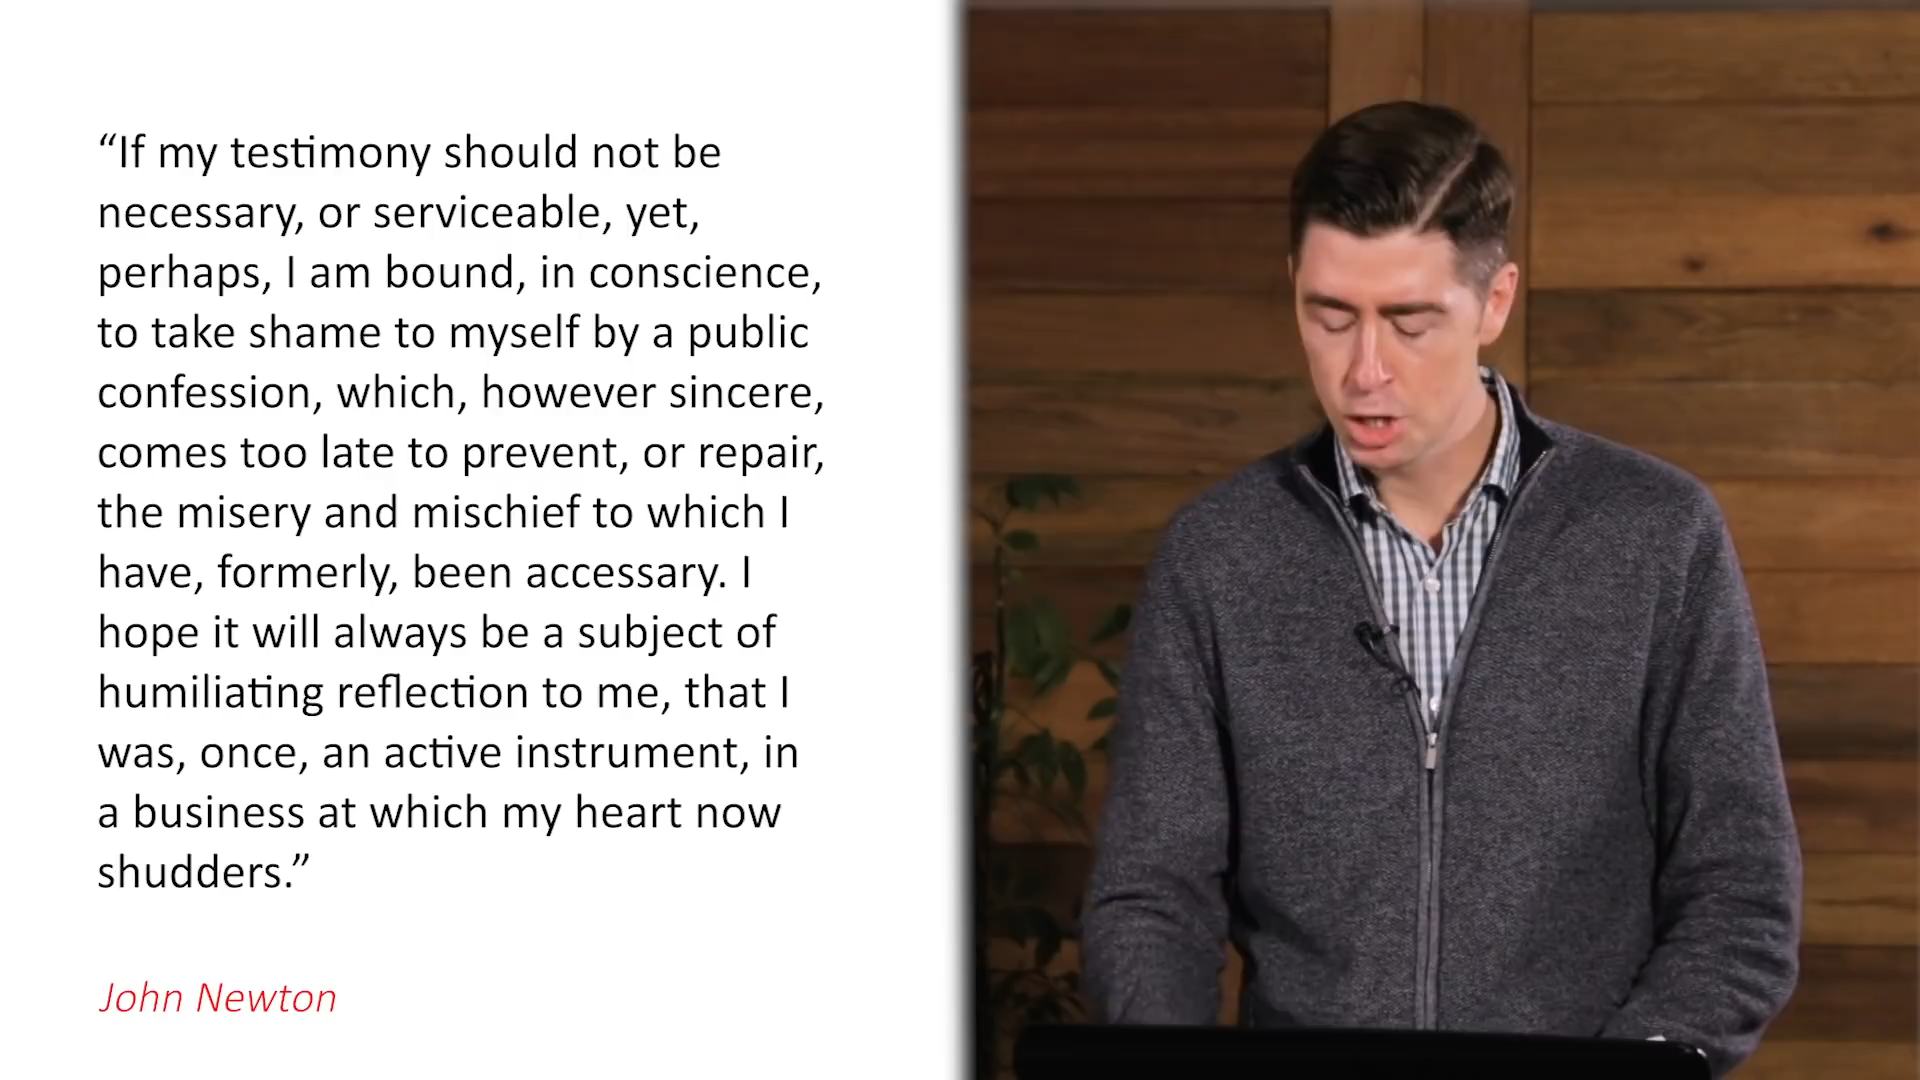 “If my testimony should not be
necessary, or serviceable, yet,
perhaps, I am bound, in conscience,
to take shame to myself by a public
confession, which, however sincere,
comes too late to prevent, or repair,
the misery and mischief to which I
have, formerly, been accessary. I
hope it will always be a subject of
humiliating reflection to me, that I
was, once, an active instrument, in
a business at which my heart now
shudders.”
John Newton